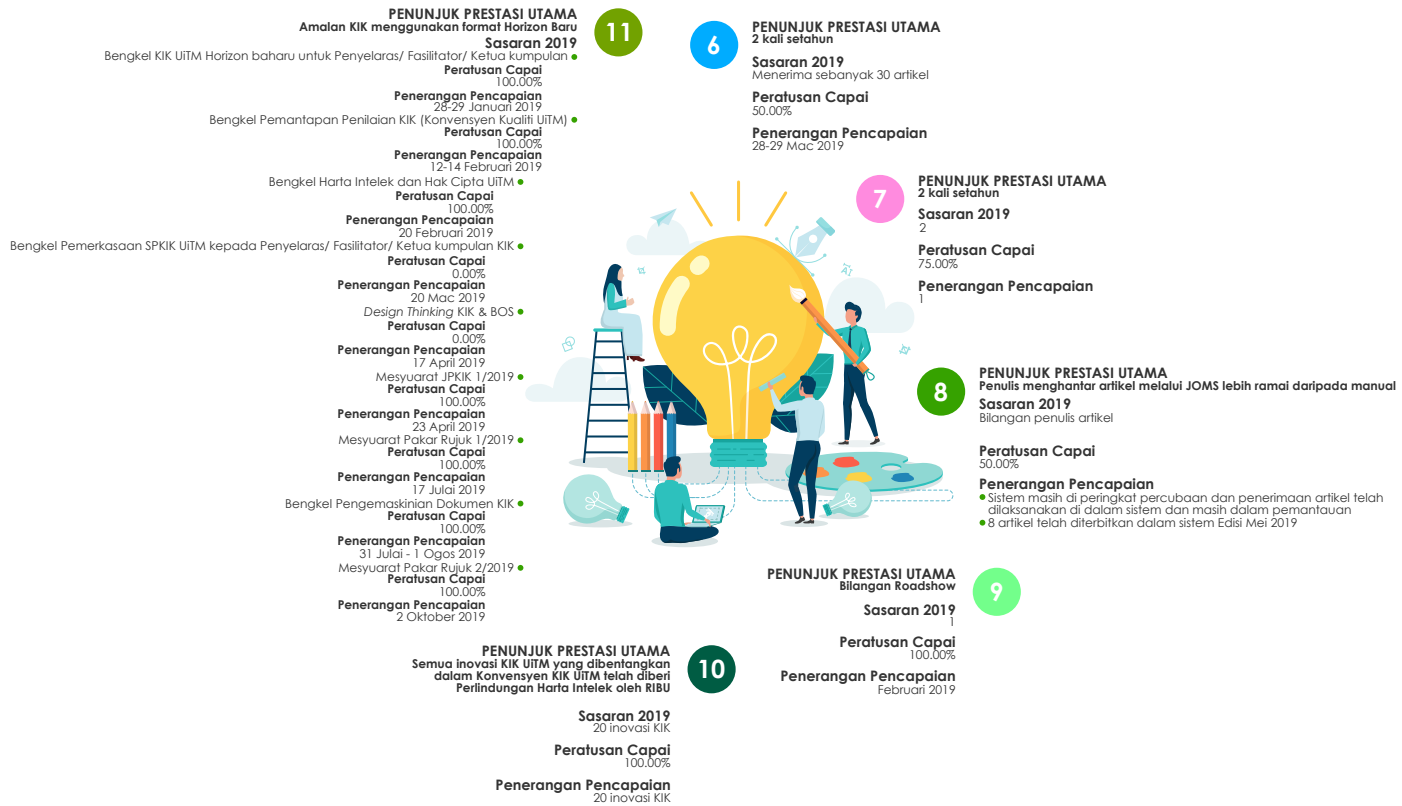 11
PENUNJUK PRESTASI UTAMA
Amalan KIK menggunakan format Horizon Baru
Sasaran 2019
Bengkel KIK UiTM Horizon baharu untuk Penyelaras/ Fasilitator/ Ketua kumpulan
Peratusan Capai
100.00%
Penerangan Pencapaian
28-29 Januari 2019
Bengkel Pemantapan Penilaian KIK (Konvensyen Kualiti UiTM)
Peratusan Capai
100.00%
Penerangan Pencapaian
12-14 Februari 2019
Bengkel Harta Intelek dan Hak Cipta UiTM
Peratusan Capai
100.00%
Penerangan Pencapaian
20 Februari 2019
Bengkel Pemerkasaan SPKIK UiTM kepada Penyelaras/ Fasilitator/ Ketua kumpulan KIK
Peratusan Capai
0.00%
Penerangan Pencapaian
20 Mac 2019
Design Thinking KIK & BOS
Peratusan Capai
0.00%
Penerangan Pencapaian
17 April 2019
Mesyuarat JPKIK 1/2019
Peratusan Capai
100.00%
Penerangan Pencapaian
23 April 2019
Mesyuarat Pakar Rujuk 1/2019
Peratusan Capai
100.00%
Penerangan Pencapaian
17 Julai 2019
Bengkel Pengemaskinian Dokumen KIK
Peratusan Capai
100.00%
Penerangan Pencapaian
31 Julai - 1 Ogos 2019
Mesyuarat Pakar Rujuk 2/2019
Peratusan Capai
100.00%
Penerangan Pencapaian
2 Oktober 2019
6
PENUNJUK PRESTASI UTAMA
2 kali setahun
Sasaran 2019
Menerima sebanyak 30 artikel
Peratusan Capai
50.00%
Penerangan Pencapaian
28-29 Mac 2019
7
PENUNJUK PRESTASI UTAMA
2 kali setahun
Sasaran 2019
2
Peratusan Capai
75.00%
Penerangan Pencapaian
1
AI
8
PENUNJUK PRESTASI UTAMA
Penulis menghantar artikel melalui JOMS lebih ramai daripada manual
Sasaran 2019
Bilangan penulis artikel
Peratusan Capai
50.00%
Penerangan Pencapaian
Sistem masih di peringkat percubaan dan penerimaan artikel telah
dilaksanakan di dalam sistem dan masih dalam pemantauan
8 artikel telah diterbitkan dalam sistem Edisi Mei 2019
9
PENUNJUK PRESTASI UTAMA
Bilangan Roadshow
Sasaran 2019
1
Peratusan Capai
100.00%
Penerangan Pencapaian
Februari 2019
10
PENUNJUK PRESTASI UTAMA
Semua inovasi KIK UiTM yang dibentangkan
dalam Konvensyen KIK UiTM telah diberi
Perlindungan Harta Intelek oleh RIBU
Sasaran 2019
20 inovasi KIK
Peratusan Capai
100.00%
Penerangan Pencapaian
20 inovasi KIK